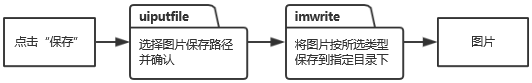 点击“保存”
uiputfile
选择图片保存路径
并确认
imwrite
将图片按所选类型
保存到指定目录下
图片